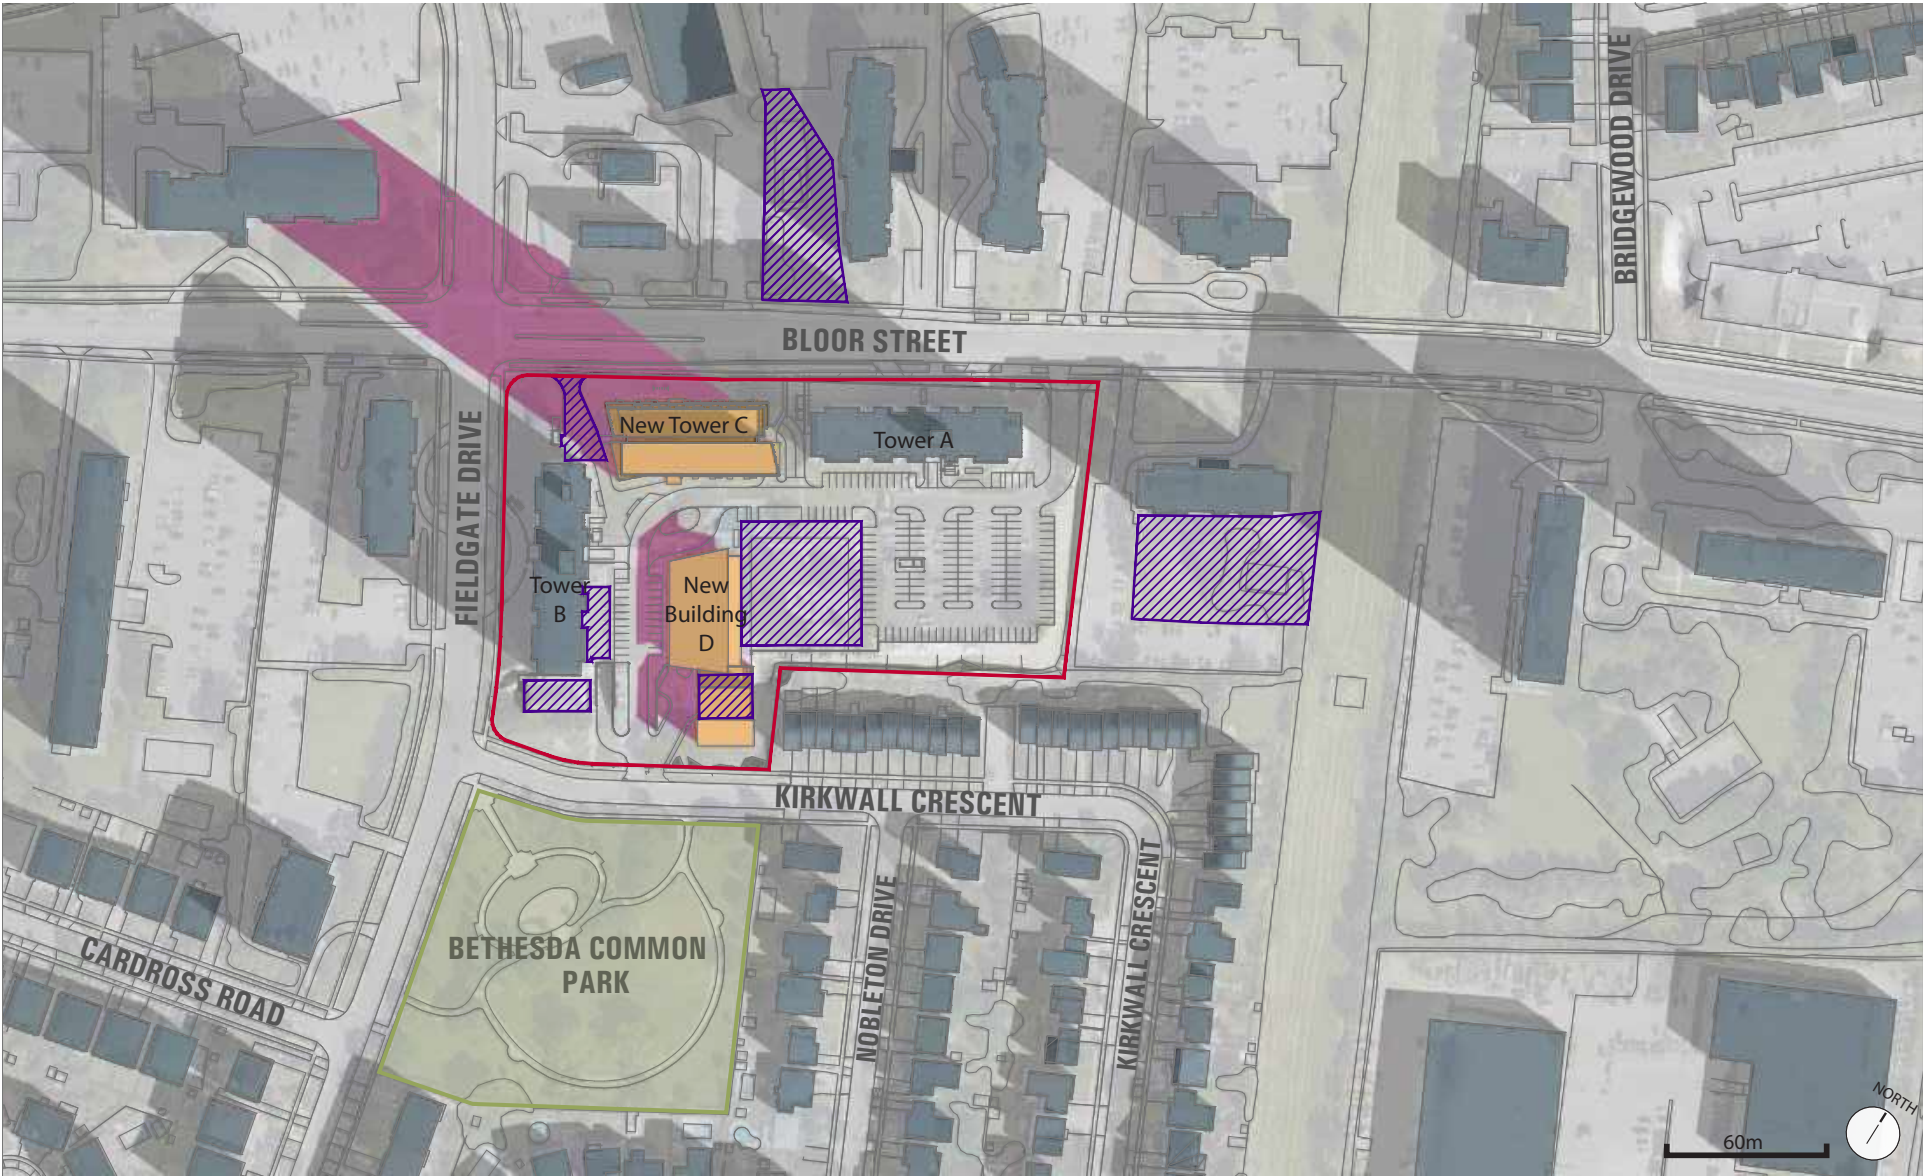 BRIDGEWOOD DRIVE
BLOOR STREET
New Tower C
Tower A
FIELDGATE DRIVE
Tower
B
New
Building
D
KIRKWALL CRESCENT
KIRKWALL CRESCENT
NOBLETON DRIVE
BETHESDA COMMON
PARK
CARDROSS ROAD
NORTH
60m